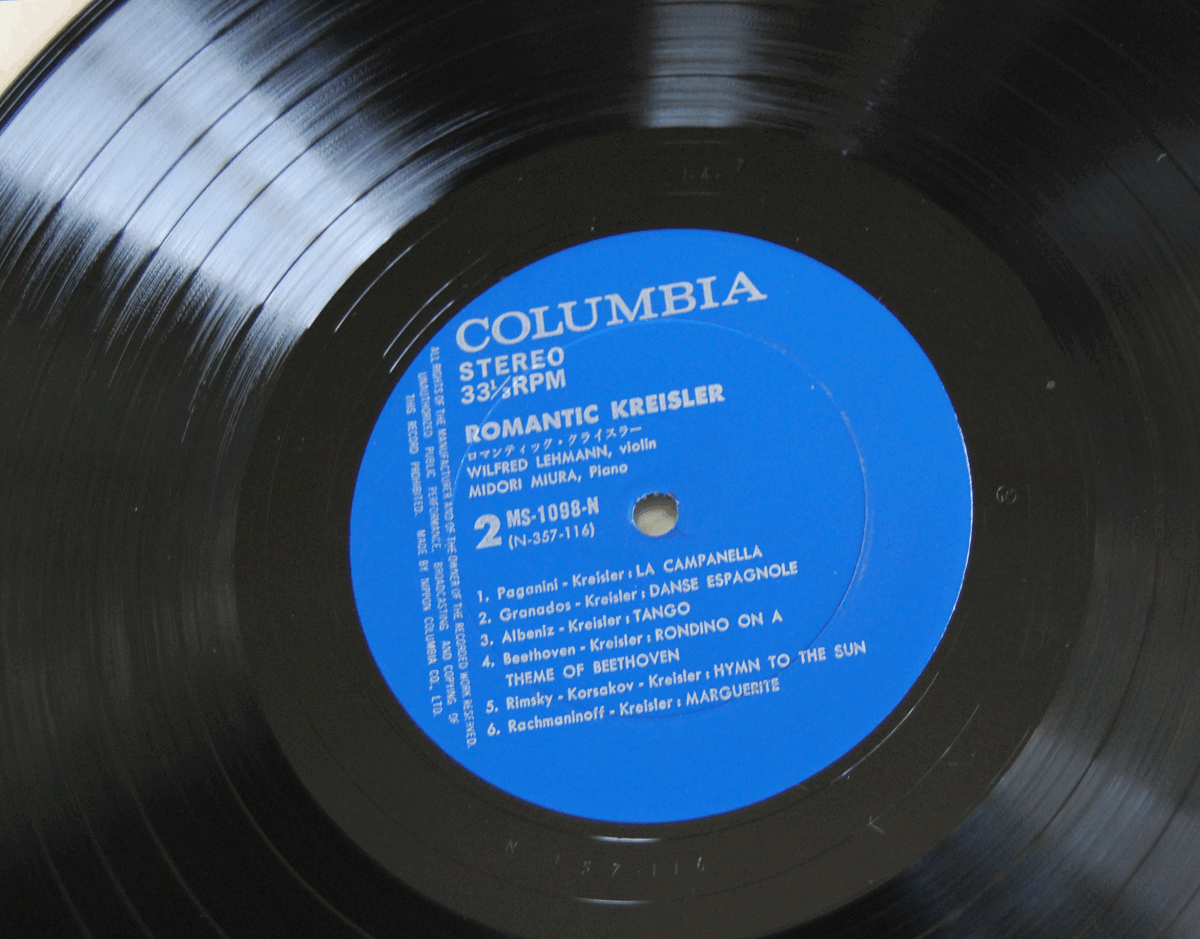 COLUMBIA
STEREO
33⅓RPM
ROMANTIC KREISLER
ロマンティック・クライスラー
WILFRED LEHMANN, violin
MIDORI MIURA, Piano
2 MS-1098-N
(N-357-116)
1. Paganini - Kreisler : LA CAMPANELLA
2. Granados - Kreisler : DANSE ESPAGNOLE
3. Albeniz - Kreisler : TANGO
4. Beethoven - Kreisler : RONDINO ON A
THEME OF BEETHOVEN
5. Rimsky - Korsakov - Kreisler : HYMN TO THE SUN
6. Rachmaninoff - Kreisler : MARGUERITE
ALL RIGHTS OF THE MANUFACTURER AND OF THE OWNER OF THE RECORDED WORK RESERVED.
UNAUTHORIZED PUBLIC PERFORMANCE, BROADCASTING AND COPYING OF
THIS RECORD PROHIBITED. MADE BY NIPPON COLUMBIA CO., LTD.